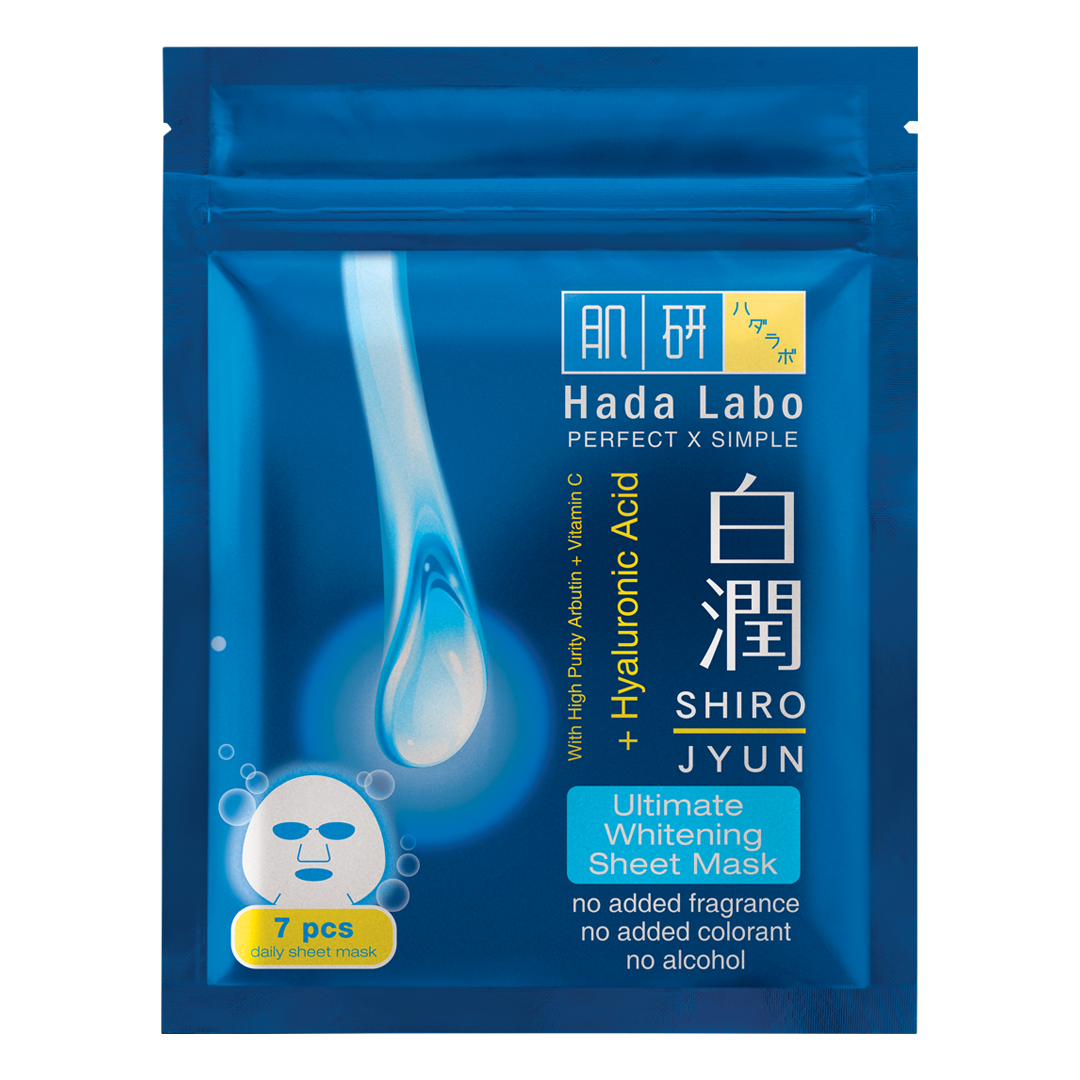 肌研
ハダラボ
Hada Labo
PERFECT X SIMPLE
With High Purity Arbutin + Vitamin C
+ Hyaluronic Acid
白潤
SHIRO
JYUN
Ultimate
Whitening
Sheet Mask
no added fragrance
no added colorant
no alcohol
7 pcs
daily sheet mask